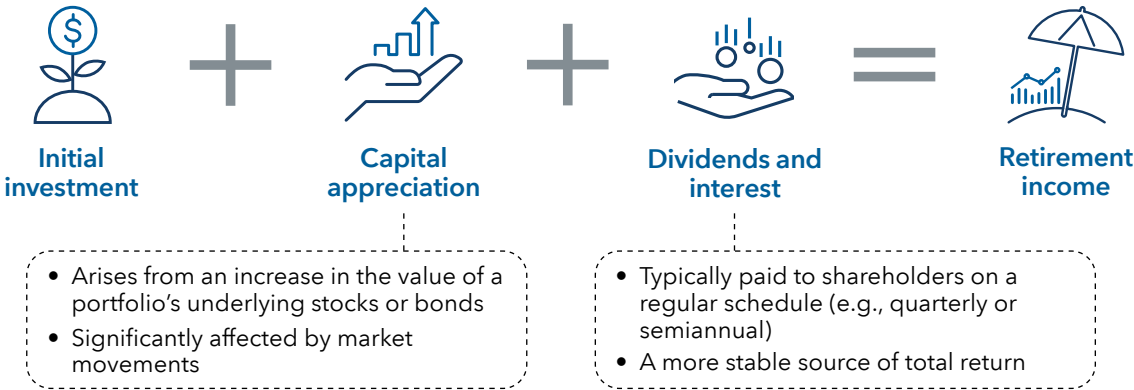 $
Initial
investment
+
Capital
appreciation
+
Dividends and
interest
=
Retirement
income
• Arises from an increase in the value of a
portfolio’s underlying stocks or bonds
• Significantly affected by market
movements
• Typically paid to shareholders on a
regular schedule (e.g., quarterly or
semiannual)
• A more stable source of total return